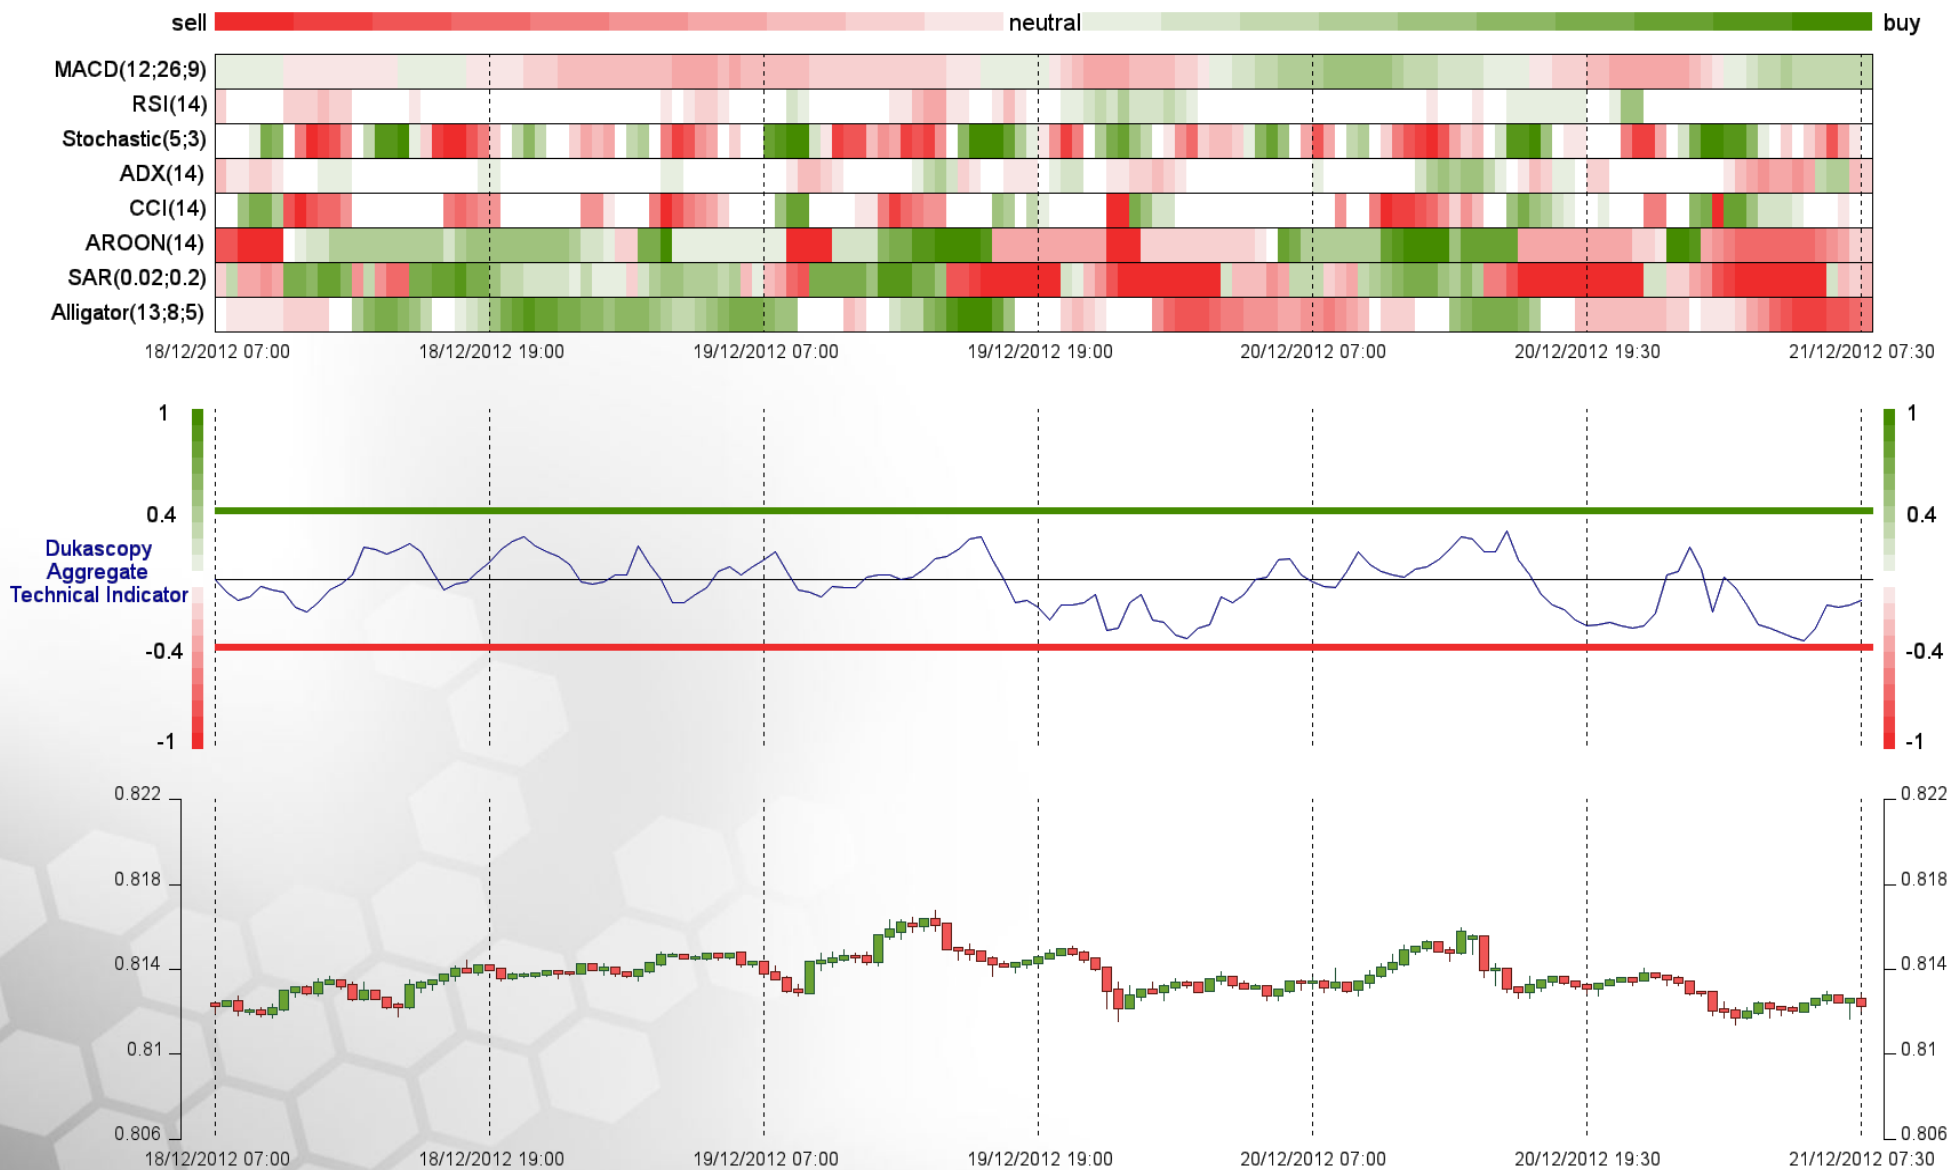 sell neutral buy
MACD(12;26;9)
RSI(14)
Stochastic(5;3)
ADX(14)
CCI(14)
AROON(14)
SAR(0.02;0.2)
Alligator(13;8;5)
18/12/2012 07:00 18/12/2012 19:00 19/12/2012 07:00 19/12/2012 19:00 20/12/2012 07:00 20/12/2012 19:30 21/12/2012 07:30
1 1
0.4 0.4
Dukascopy
Aggregate
Technical Indicator
-0.4 -0.4
-1 -1
0.822 0.822
0.818 0.818
0.814 0.814
0.81 0.81
0.806 0.806
18/12/2012 07:00 18/12/2012 19:00 19/12/2012 07:00 19/12/2012 19:00 20/12/2012 07:00 20/12/2012 19:30 21/12/2012 07:30